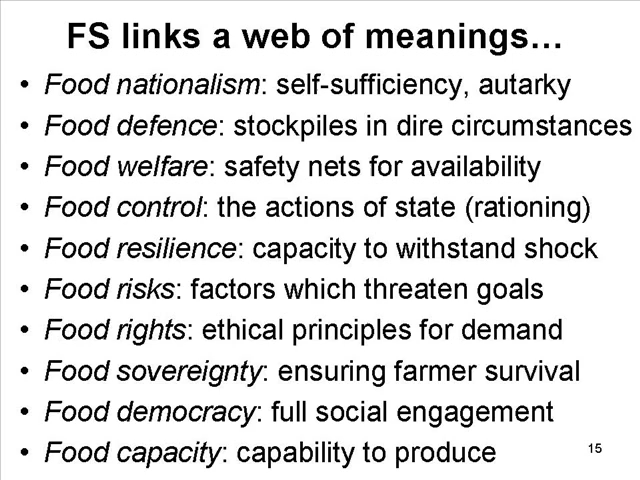 FS links a web of meanings…
• Food nationalism: self-sufficiency, autarky
• Food defence: stockpiles in dire circumstances
• Food welfare: safety nets for availability
• Food control: the actions of state (rationing)
• Food resilience: capacity to withstand shock
• Food risks: factors which threaten goals
• Food rights: ethical principles for demand
• Food sovereignty: ensuring farmer survival
• Food democracy: full social engagement
• Food capacity: capability to produce
15